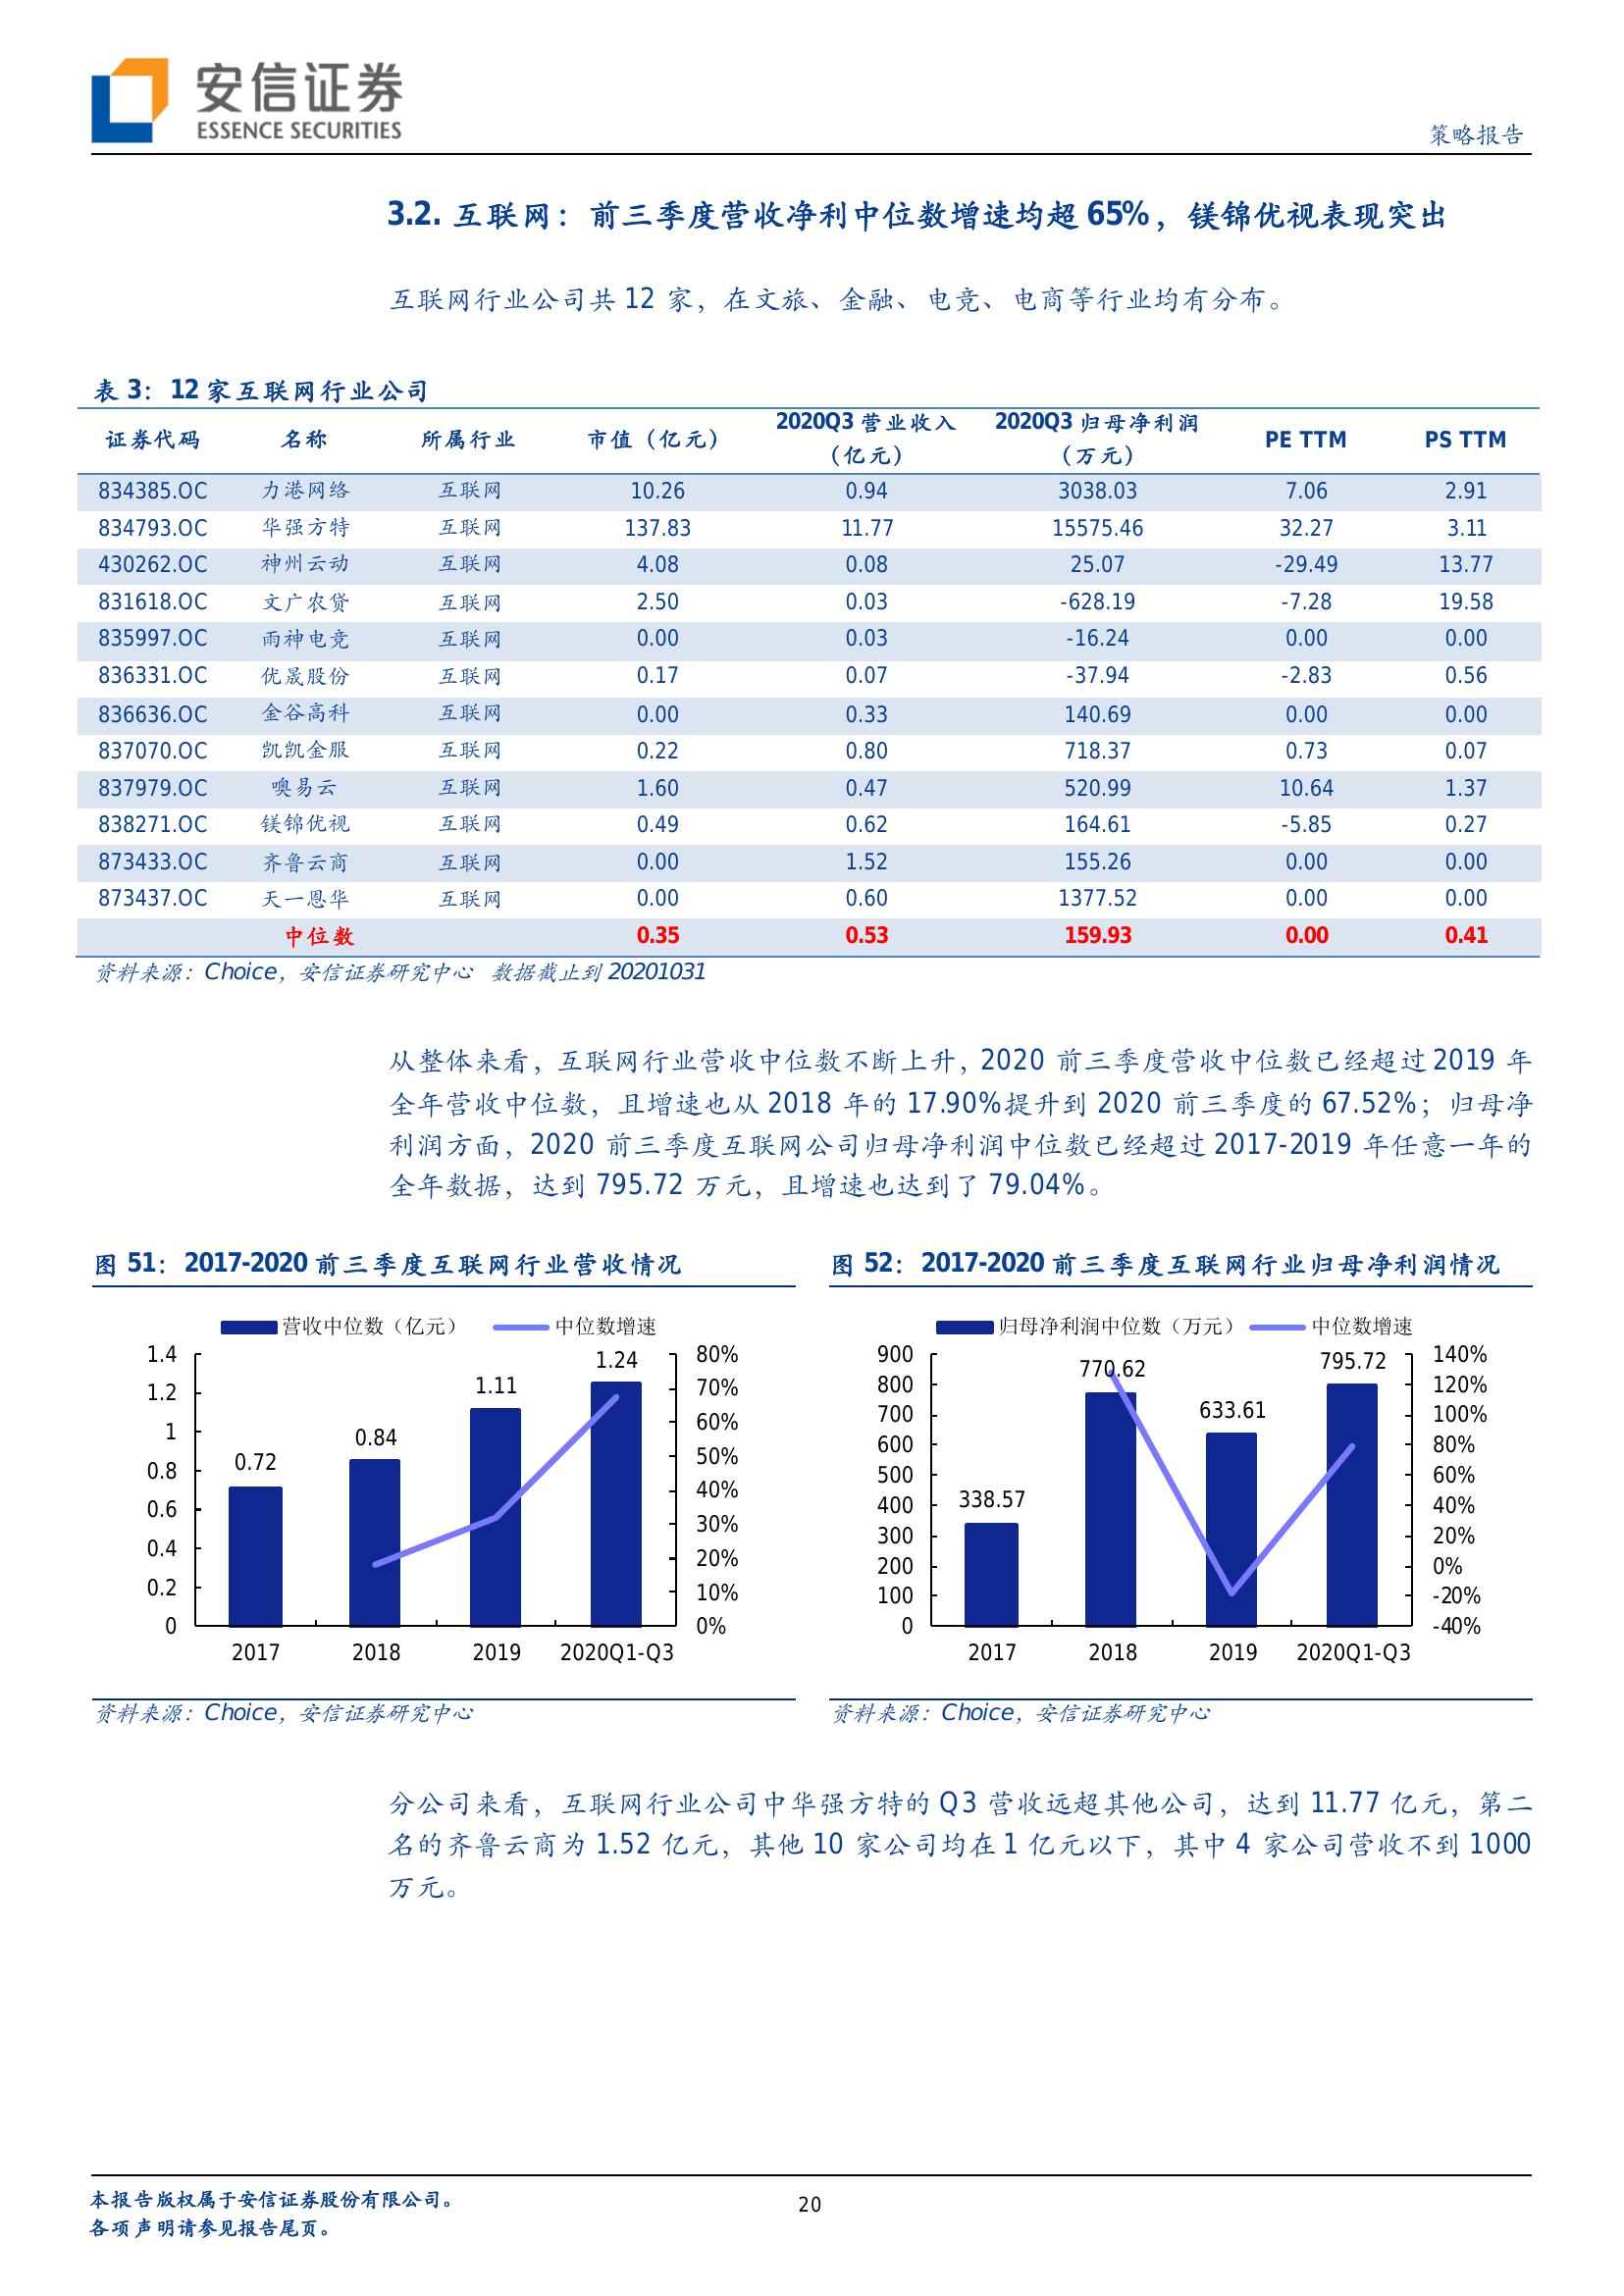 安信证券
ESSENCE SECURITIES
策略报告
3.2. 互联网：前三季度营收净利中位数增速均超 65%，镁锦优视表现突出
互联网行业公司共 12 家，在文旅、金融、电竞、电商等行业均有分布。
表 3：12 家互联网行业公司
证券代码 名称 所属行业 市值（亿元） 2020Q3 营业收入（亿元） 2020Q3 归母净利润（万元） PE TTM PS TTM
834385.OC 力港网络 互联网 10.26 0.94 3038.03 7.06 2.91
834793.OC 华强方特 互联网 137.83 11.77 15575.46 32.27 3.11
430262.OC 神州云动 互联网 4.08 0.08 25.07 -29.49 13.77
831618.OC 文广农贷 互联网 2.50 0.03 -628.19 -7.28 19.58
835997.OC 雨神电竞 互联网 0.00 0.03 -16.24 0.00 0.00
836331.OC 优晟股份 互联网 0.17 0.07 -37.94 -2.83 0.56
836636.OC 金谷高科 互联网 0.00 0.33 140.69 0.00 0.00
837070.OC 凯凯金服 互联网 0.22 0.80 718.37 0.73 0.07
837979.OC 噢易云 互联网 1.60 0.47 520.99 10.64 1.37
838271.OC 镁锦优视 互联网 0.49 0.62 164.61 -5.85 0.27
873433.OC 齐鲁云商 互联网 0.00 1.52 155.26 0.00 0.00
873437.OC 天一恩华 互联网 0.00 0.60 1377.52 0.00 0.00
中位数 0.35 0.53 159.93 0.00 0.41
资料来源：Choice，安信证券研究中心 数据截止到 20201031
从整体来看，互联网行业营收中位数不断上升，2020 前三季度营收中位数已经超过 2019 年
全年营收中位数，且增速也从 2018 年的 17.90%提升到 2020 前三季度的 67.52%；归母净
利润方面，2020 前三季度互联网公司归母净利润中位数已经超过 2017-2019 年任意一年的
全年数据，达到 795.72 万元，且增速也达到了 79.04%。
图 51：2017-2020 前三季度互联网行业营收情况
营收中位数（亿元） 中位数增速
1.4
1.2
1
0.8
0.6
0.4
0.2
0
0.72
0.84
1.11
1.24
80%
70%
60%
50%
40%
30%
20%
10%
0%
2017 2018 2019 2020Q1-Q3
资料来源：Choice，安信证券研究中心
图 52：2017-2020 前三季度互联网行业归母净利润情况
归母净利润中位数（万元） 中位数增速
900
800
700
600
500
400
300
200
100
0
338.57
770.62
633.61
795.72
140%
120%
100%
80%
60%
40%
20%
0%
-20%
-40%
2017 2018 2019 2020Q1-Q3
资料来源：Choice，安信证券研究中心
分公司来看，互联网行业公司中华强方特的 Q3 营收远超其他公司，达到 11.77 亿元，第二
名的齐鲁云商为 1.52 亿元，其他 10 家公司均在 1 亿元以下，其中 4 家公司营收不到 1000
万元。
本报告版权属于安信证券股份有限公司。
各项声明请参见报告尾页。
20